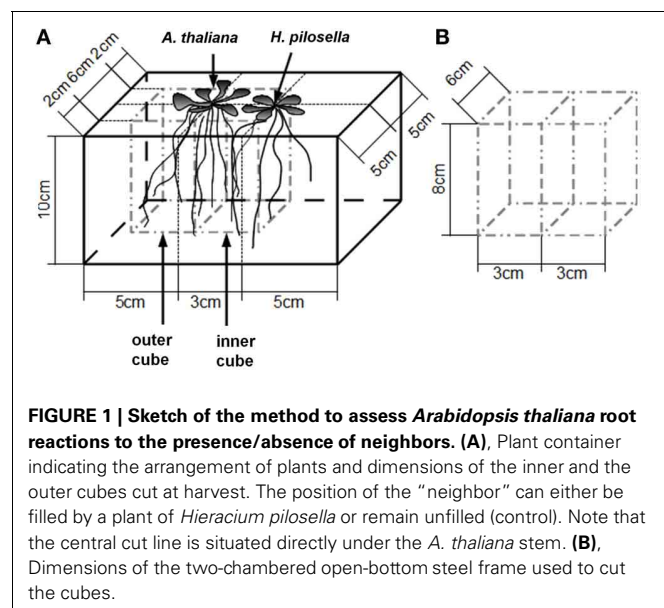 A
A. thaliana
H. pilosella
B
2cm 6cm 2cm
6cm
5cm
5cm
10cm
8cm
3cm 3cm
5cm 3cm 5cm
outer
cube
inner
cube
FIGURE 1 | Sketch of the method to assess Arabidopsis thaliana root
reactions to the presence/absence of neighbors. (A), Plant container
indicating the arrangement of plants and dimensions of the inner and the
outer cubes cut at harvest. The position of the “neighbor” can either be
filled by a plant of Hieracium pilosella or remain unfilled (control). Note that
the central cut line is situated directly under the A. thaliana stem. (B),
Dimensions of the two-chambered open-bottom steel frame used to cut
the cubes.